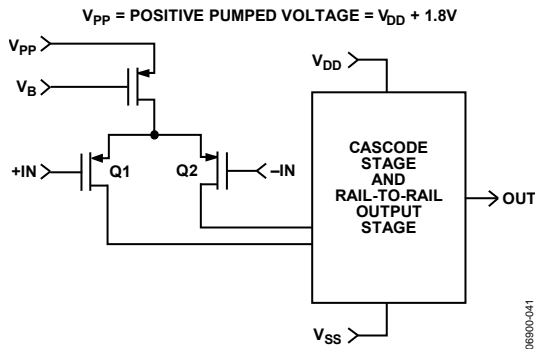 VPP = POSITIVE PUMPED VOLTAGE = VDD + 1.8V
VPP
VB
VDD
+IN
Q1
Q2
–IN
CASCODE
STAGE
AND
RAIL-TO-RAIL
OUTPUT
STAGE
OUT
VSS
06900-041